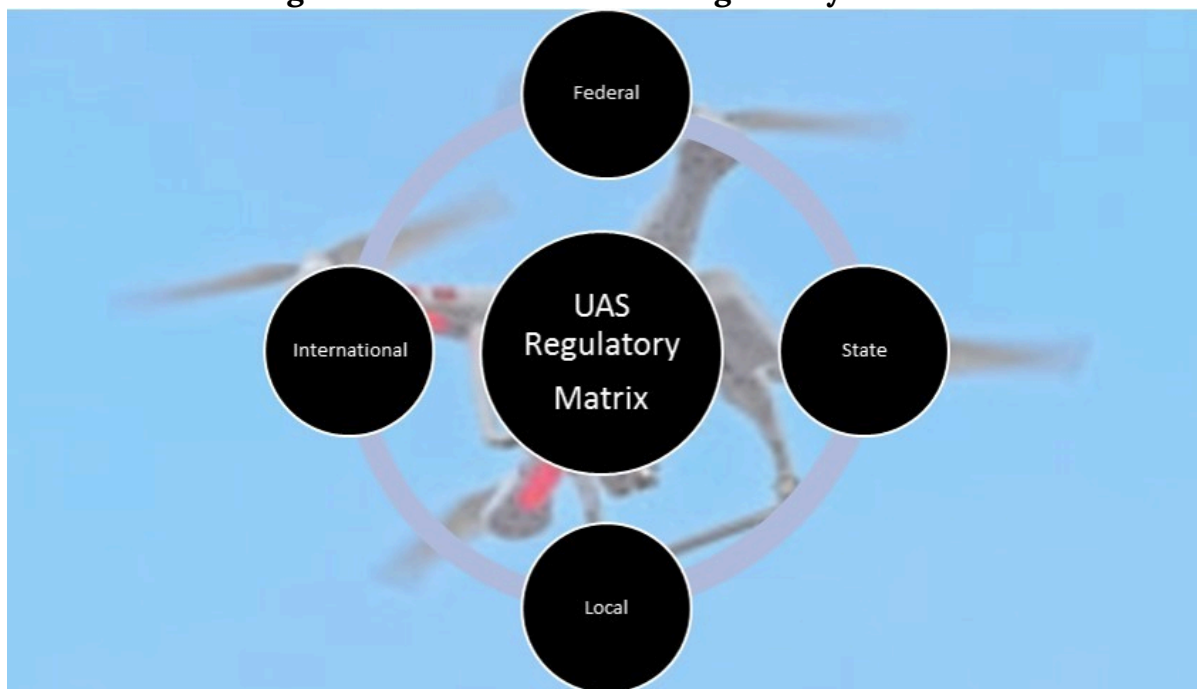 Federal
International
UAS
Regulatory
Matrix
State
Local